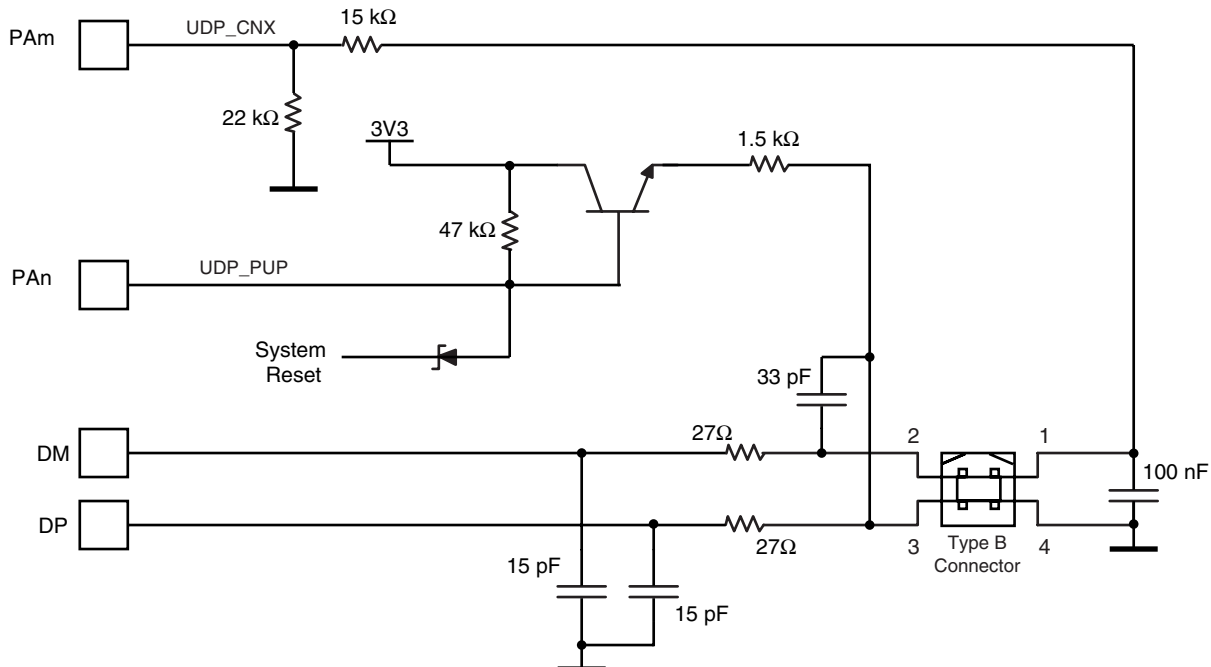 15 kΩ
PAm
UDP_CNX
22 kΩ
3V3
1.5 kΩ
47 kΩ
PAn
UDP_PUP
System
Reset
33 pF
DM
27Ω
2
1
100 nF
DP
27Ω
3
4
Type B
Connector
15 pF
15 pF